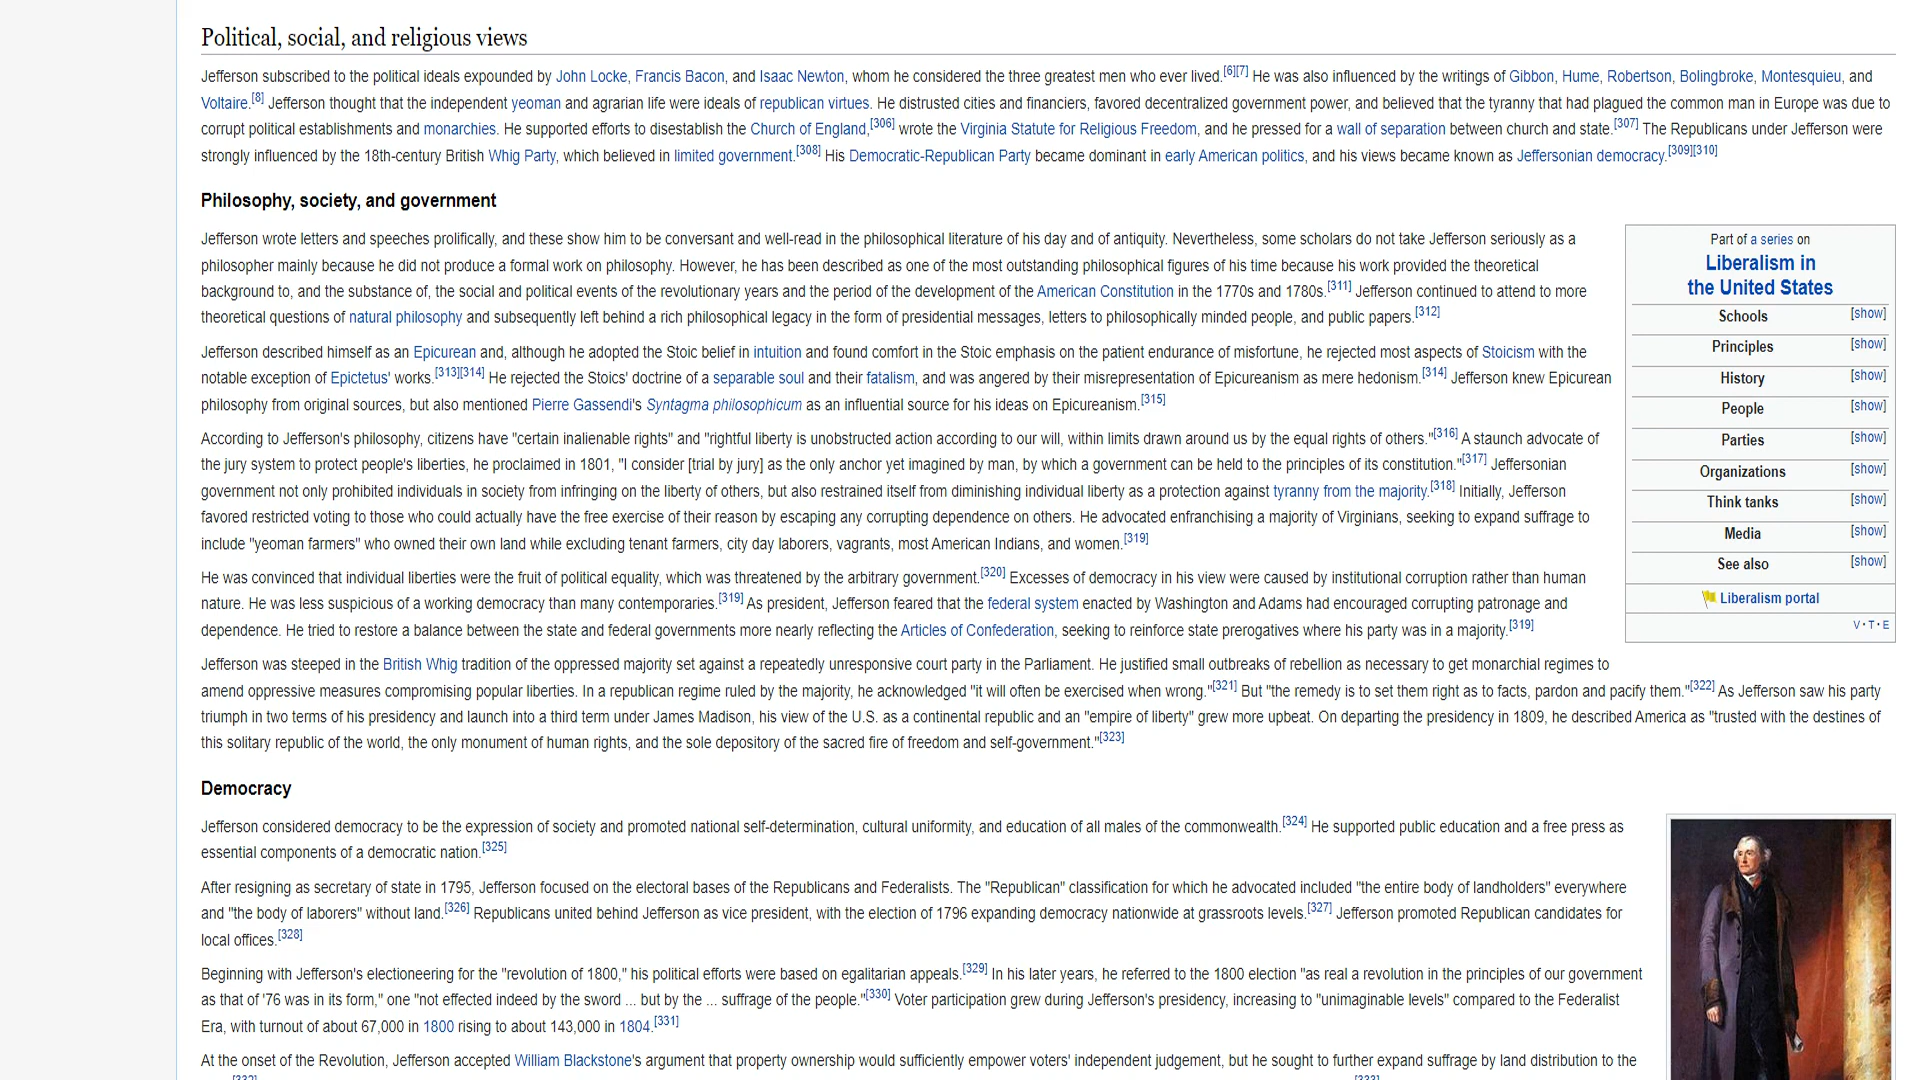 Political, social, and religious views
Jefferson subscribed to the political ideals expounded by John Locke, Francis Bacon, and Isaac Newton, whom he considered the three greatest men who ever lived.[6][7] He was also influenced by the writings of Gibbon, Hume, Robertson, Bolingbroke, Montesquieu, and
Voltaire.[8] Jefferson thought that the independent yeoman and agrarian life were ideals of republican virtues. He distrusted cities and financiers, favored decentralized government power, and believed that the tyranny that had plagued the common man in Europe was due to
corrupt political establishments and monarchies. He supported efforts to disestablish the Church of England,[306] wrote the Virginia Statute for Religious Freedom, and he pressed for a wall of separation between church and state.[307] The Republicans under Jefferson were
strongly influenced by the 18th-century British Whig Party, which believed in limited government.[308] His Democratic-Republican Party became dominant in early American politics, and his views became known as Jeffersonian democracy.[309][310]
Philosophy, society, and government
Jefferson wrote letters and speeches prolifically, and these show him to be conversant and well-read in the philosophical literature of his day and of antiquity. Nevertheless, some scholars do not take Jefferson seriously as a
philosopher mainly because he did not produce a formal work on philosophy. However, he has been described as one of the most outstanding philosophical figures of his time because his work provided the theoretical
background to, and the substance of, the social and political events of the revolutionary years and the period of the development of the American Constitution in the 1770s and 1780s.[311] Jefferson continued to attend to more
theoretical questions of natural philosophy and subsequently left behind a rich philosophical legacy in the form of presidential messages, letters to philosophically minded people, and public papers.[312]
Jefferson described himself as an Epicurean and, although he adopted the Stoic belief in intuition and found comfort in the Stoic emphasis on the patient endurance of misfortune, he rejected most aspects of Stoicism with the
notable exception of Epictetus' works.[313][314] He rejected the Stoics' doctrine of a separable soul and their fatalism, and was angered by their misrepresentation of Epicureanism as mere hedonism.[314] Jefferson knew Epicurean
philosophy from original sources, but also mentioned Pierre Gassendi's Syntagma philosophicum as an influential source for his ideas on Epicureanism.[315]
According to Jefferson's philosophy, citizens have "certain inalienable rights" and "rightful liberty is unobstructed action according to our will, within limits drawn around us by the equal rights of others."[316] A staunch advocate of
the jury system to protect people's liberties, he proclaimed in 1801, "I consider [trial by jury] as the only anchor yet imagined by man, by which a government can be held to the principles of its constitution."[317] Jeffersonian
government not only prohibited individuals in society from infringing on the liberty of others, but also restrained itself from diminishing individual liberty as a protection against tyranny from the majority.[318] Initially, Jefferson
favored restricted voting to those who could actually have the free exercise of their reason by escaping any corrupting dependence on others. He advocated enfranchising a majority of Virginians, seeking to expand suffrage to
include "yeoman farmers" who owned their own land while excluding tenant farmers, city day laborers, vagrants, most American Indians, and women.[319]
He was convinced that individual liberties were the fruit of political equality, which was threatened by the arbitrary government.[320] Excesses of democracy in his view were caused by institutional corruption rather than human
nature. He was less suspicious of a working democracy than many contemporaries.[319] As president, Jefferson feared that the federal system enacted by Washington and Adams had encouraged corrupting patronage and
dependence. He tried to restore a balance between the state and federal governments more nearly reflecting the Articles of Confederation, seeking to reinforce state prerogatives where his party was in a majority.[319]
Jefferson was steeped in the British Whig tradition of the oppressed majority set against a repeatedly unresponsive court party in the Parliament. He justified small outbreaks of rebellion as necessary to get monarchial regimes to
amend oppressive measures compromising popular liberties. In a republican regime ruled by the majority, he acknowledged "it will often be exercised when wrong."[321] But "the remedy is to set them right as to facts, pardon and pacify them."[322] As Jefferson saw his party
triumph in two terms of his presidency and launch into a third term under James Madison, his view of the U.S. as a continental republic and an "empire of liberty" grew more upbeat. On departing the presidency in 1809, he described America as "trusted with the destines of
this solitary republic of the world, the only monument of human rights, and the sole depository of the sacred fire of freedom and self-government."[323]
Part of a series on
Liberalism in
the United States
Schools [show]
Principles [show]
History [show]
People [show]
Parties [show]
Organizations [show]
Think tanks [show]
Media [show]
See also [show]
Liberalism portal
V • T • E
Democracy
Jefferson considered democracy to be the expression of society and promoted national self-determination, cultural uniformity, and education of all males of the commonwealth.[324] He supported public education and a free press as
essential components of a democratic nation.[325]
After resigning as secretary of state in 1795, Jefferson focused on the electoral bases of the Republicans and Federalists. The "Republican" classification for which he advocated included "the entire body of landholders" everywhere
and "the body of laborers" without land.[326] Republicans united behind Jefferson as vice president, with the election of 1796 expanding democracy nationwide at grassroots levels.[327] Jefferson promoted Republican candidates for
local offices.[328]
Beginning with Jefferson's electioneering for the "revolution of 1800," his political efforts were based on egalitarian appeals.[329] In his later years, he referred to the 1800 election "as real a revolution in the principles of our government
as that of '76 was in its form," one "not effected indeed by the sword ... but by the ... suffrage of the people."[330] Voter participation grew during Jefferson's presidency, increasing to "unimaginable levels" compared to the Federalist
Era, with turnout of about 67,000 in 1800 rising to about 143,000 in 1804.[331]
At the onset of the Revolution, Jefferson accepted William Blackstone's argument that property ownership would sufficiently empower voters' independent judgement, but he sought to further expand suffrage by land distribution to the